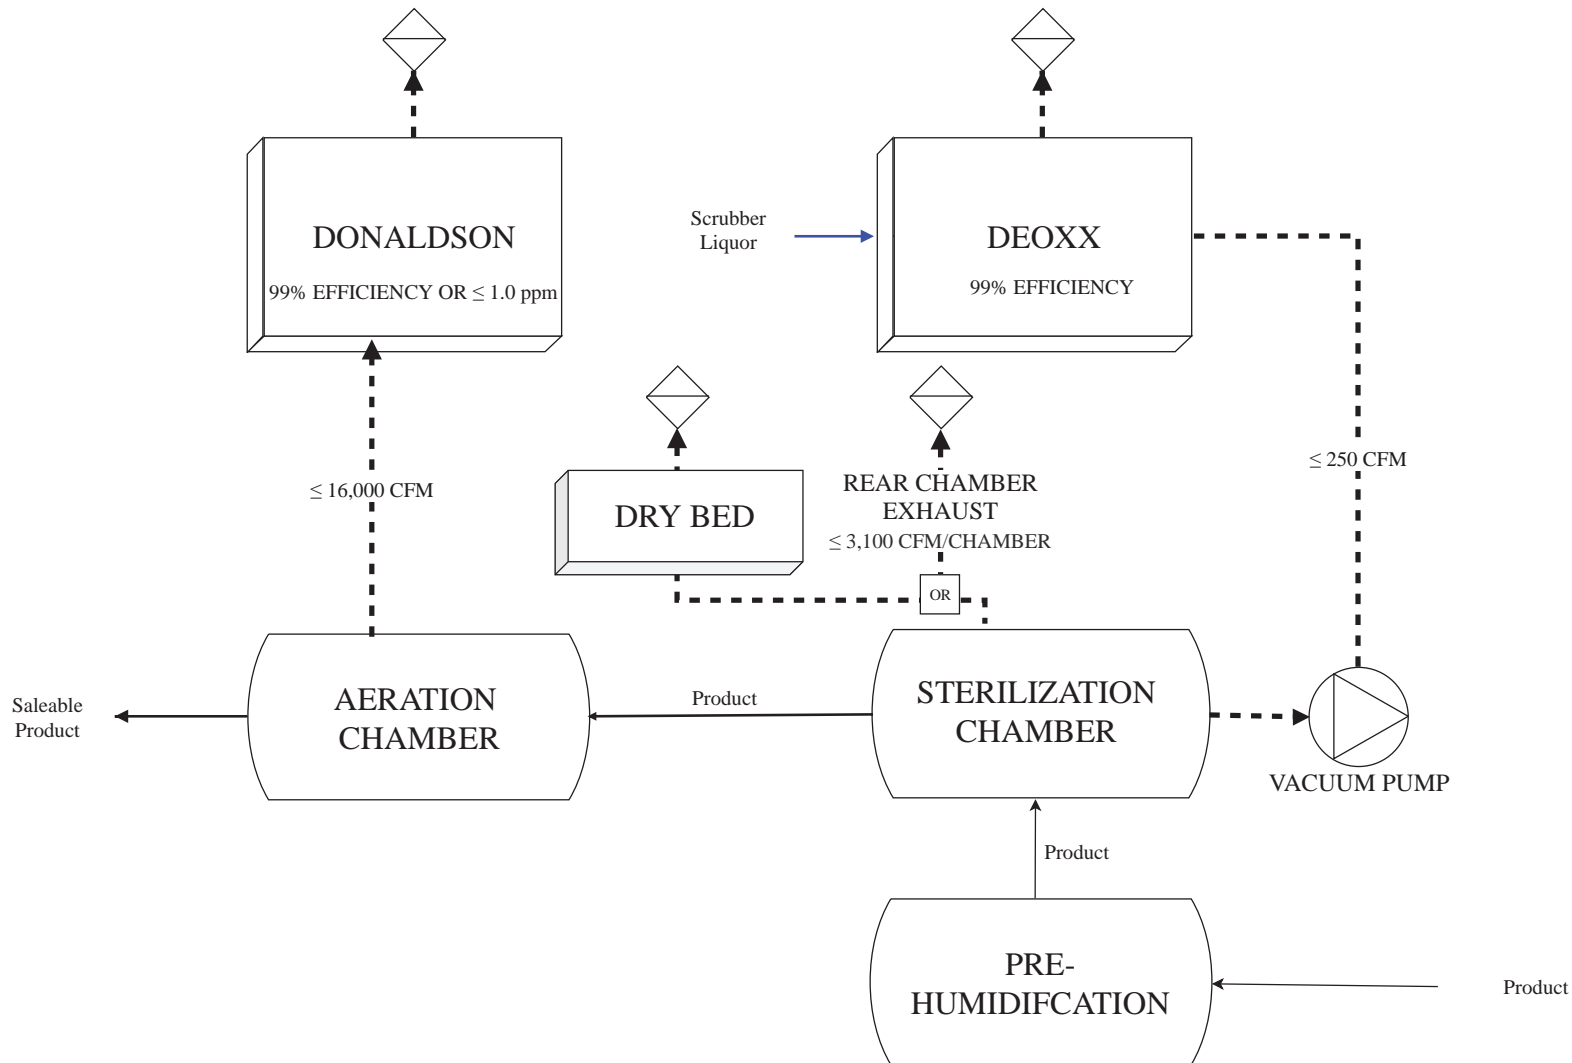 DONALDSON
99% EFFICIENCY OR ≤ 1.0 ppm
Scrubber
Liquor
DEOXX
99% EFFICIENCY
≤ 16,000 CFM
DRY BED
REAR CHAMBER
EXHAUST
≤ 3,100 CFM/CHAMBER
OR
≤ 250 CFM
Saleable
Product
AERATION
CHAMBER
Product
STERILIZATION
CHAMBER
VACUUM PUMP
Product
PRE-
HUMIDIFCATION
Product